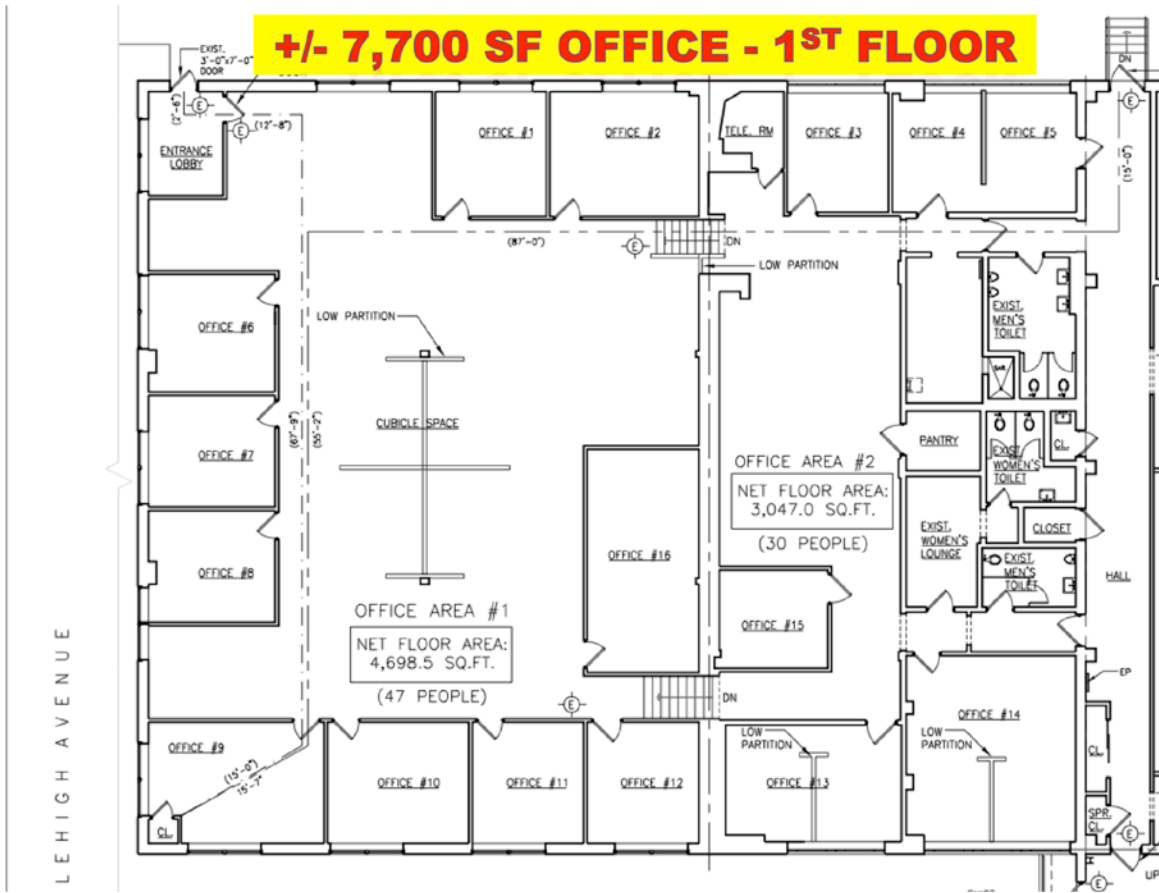 +/- 7,700 SF OFFICE - 1ST FLOOR
EXIST.
3'-0"x7'-0"
DOOR
DN
E
E
E
(2'-6")
(12'-8")
ENTRANCE
LOBBY
OFFICE #1
OFFICE #2
TELE. RM
OFFICE #3
OFFICE #4
OFFICE #5
(15'-0")
(87'-0")
E
DN
LOW PARTITION
OFFICE #6
LOW PARTITION
EXIST.
MEN'S
TOILET
(67'-9")
(55'-2")
CUBICLE SPACE
OFFICE #7
PANTRY
CL.
EXIST.
WOMEN'S
TOILET
OFFICE AREA #2
NET FLOOR AREA:
3,047.0 SQ.FT.
(30 PEOPLE)
OFFICE #16
EXIST.
WOMEN'S
LOUNGE
CLOSET
EXIST.
MEN'S
TOILET
HALL
OFFICE #8
OFFICE AREA #1
NET FLOOR AREA:
4,698.5 SQ.FT.
(47 PEOPLE)
OFFICE #15
E
DN
EP
OFFICE #9
(15'-0")
15'-7"
CL.
OFFICE #10
OFFICE #11
OFFICE #12
LOW
PARTITION
OFFICE #13
OFFICE #14
LOW
PARTITION
CL.
SPR.
CL.
E
E
UP
LEHIGH AVENUE